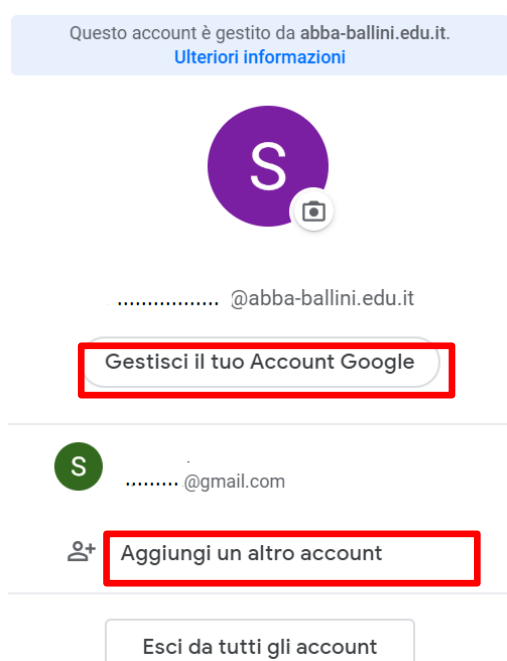 Questo account è gestito da abba-ballini.edu.it.
Ulteriori informazioni
S
................. @abba-ballini.edu.it
Gestisci il tuo Account Google
S
......... @gmail.com
Aggiungi un altro account
Esci da tutti gli account